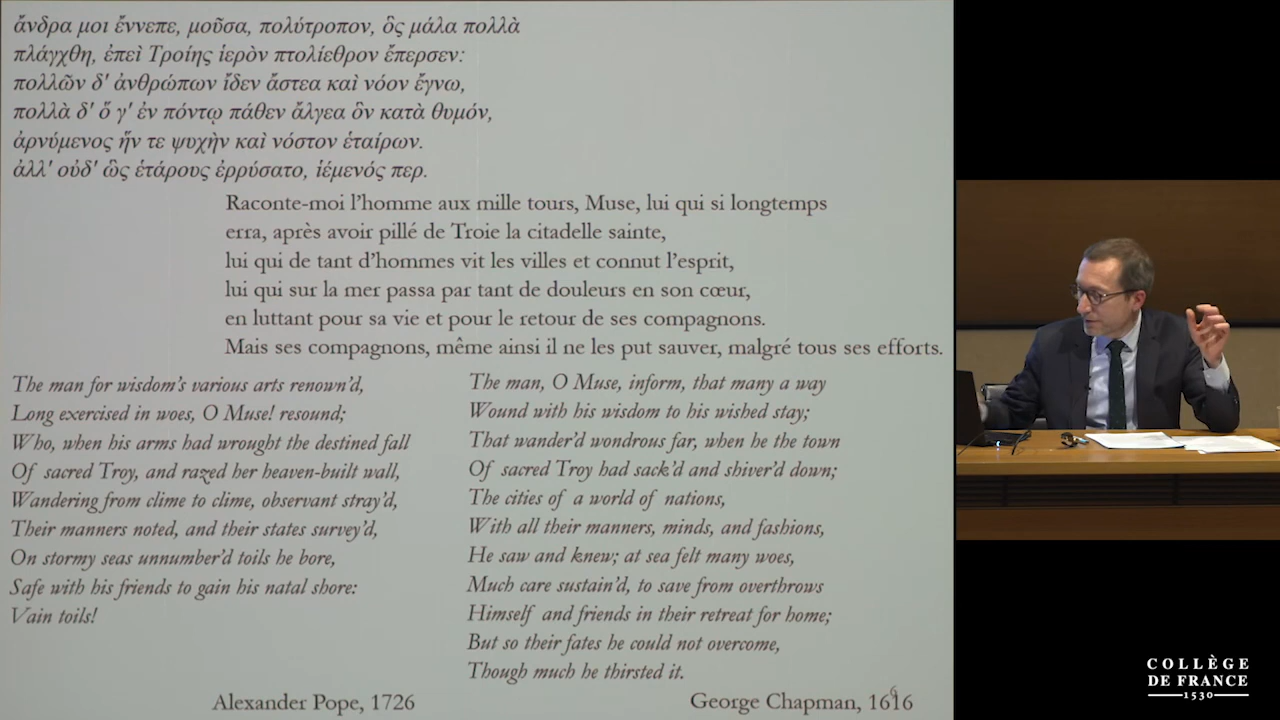 ἄνδρα μοι ἔννεπε, μοῦσα, πολύτροπον, ὃς μάλα πολλὰ
πλάγχθη, ἐπεὶ Τροίης ἱερὸν πτολίεθρον ἔπερσεν:
πολλῶν δ' ἀνθρώπων ἴδεν ἄστεα καὶ νόον ἔγνω,
πολλὰ δ' ὅ γ' ἐν πόντῳ πάθεν ἄλγεα ὃν κατὰ θυμόν,
ἀρνύμενος ἥν τε ψυχὴν καὶ νόστον ἑταίρων.
ἀλλ' οὐδ' ὣς ἑτάρους ἐρρύσατο, ἱέμενός περ.
Raconte-moi l’homme aux mille tours, Muse, lui qui si longtemps
erra, après avoir pillé de Troie la citadelle sainte,
lui qui de tant d’hommes vit les villes et connut l’esprit,
lui qui sur la mer passa par tant de douleurs en son cœur,
en luttant pour sa vie et pour le retour de ses compagnons.
Mais ses compagnons, même ainsi il ne les put sauver, malgré tous ses efforts.
The man for wisdom’s various arts renown’d,
Long exercised in woes, O Muse! resound;
Who, when his arms had wrought the destined fall
Of sacred Troy, and razed her heaven-built wall,
Wandering from clime to clime, observant stray’d,
Their manners noted, and their states survey’d,
On stormy seas unnumber’d toils he bore,
Safe with his friends to gain his natal shore:
Vain toils!
Alexander Pope, 1726
The man, O Muse, inform, that many a way
Wound with his wisdom to his wished stay;
That wander’d wondrous far, when he the town
Of sacred Troy had sack’d and shiver’d down;
The cities of a world of nations,
With all their manners, minds, and fashions,
He saw and knew; at sea felt many woes,
Much care sustain’d, to save from overthrows
Himself and friends in their retreat for home;
But so their fates he could not overcome,
Though much he thirsted it.
George Chapman, 1616
COLLÈGE
DE FRANCE
1530